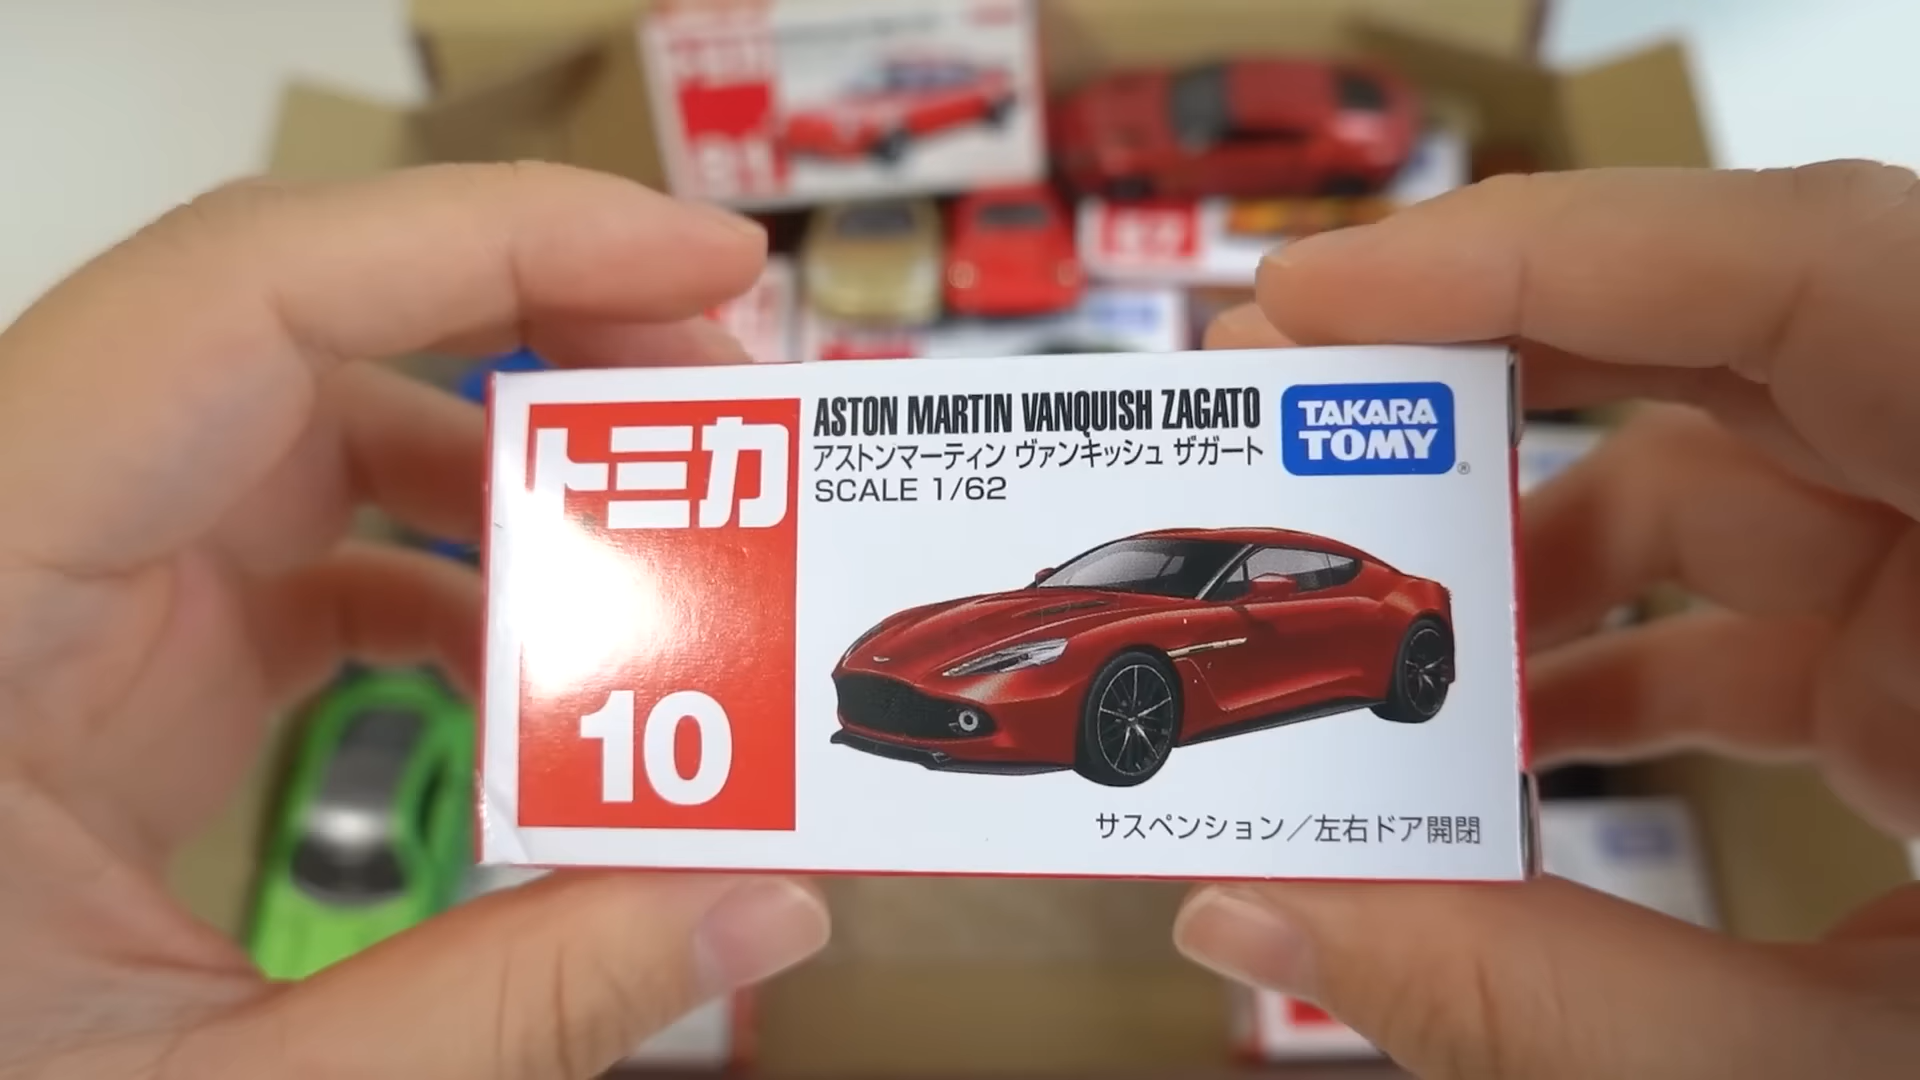 トミカ
10
ASTON MARTIN VANQUISH ZAGATO
アストンマーティン ヴァンキッシュ ザガート
SCALE 1/62
TAKARA
TOMY
®
サスペンション／左右ドア開閉